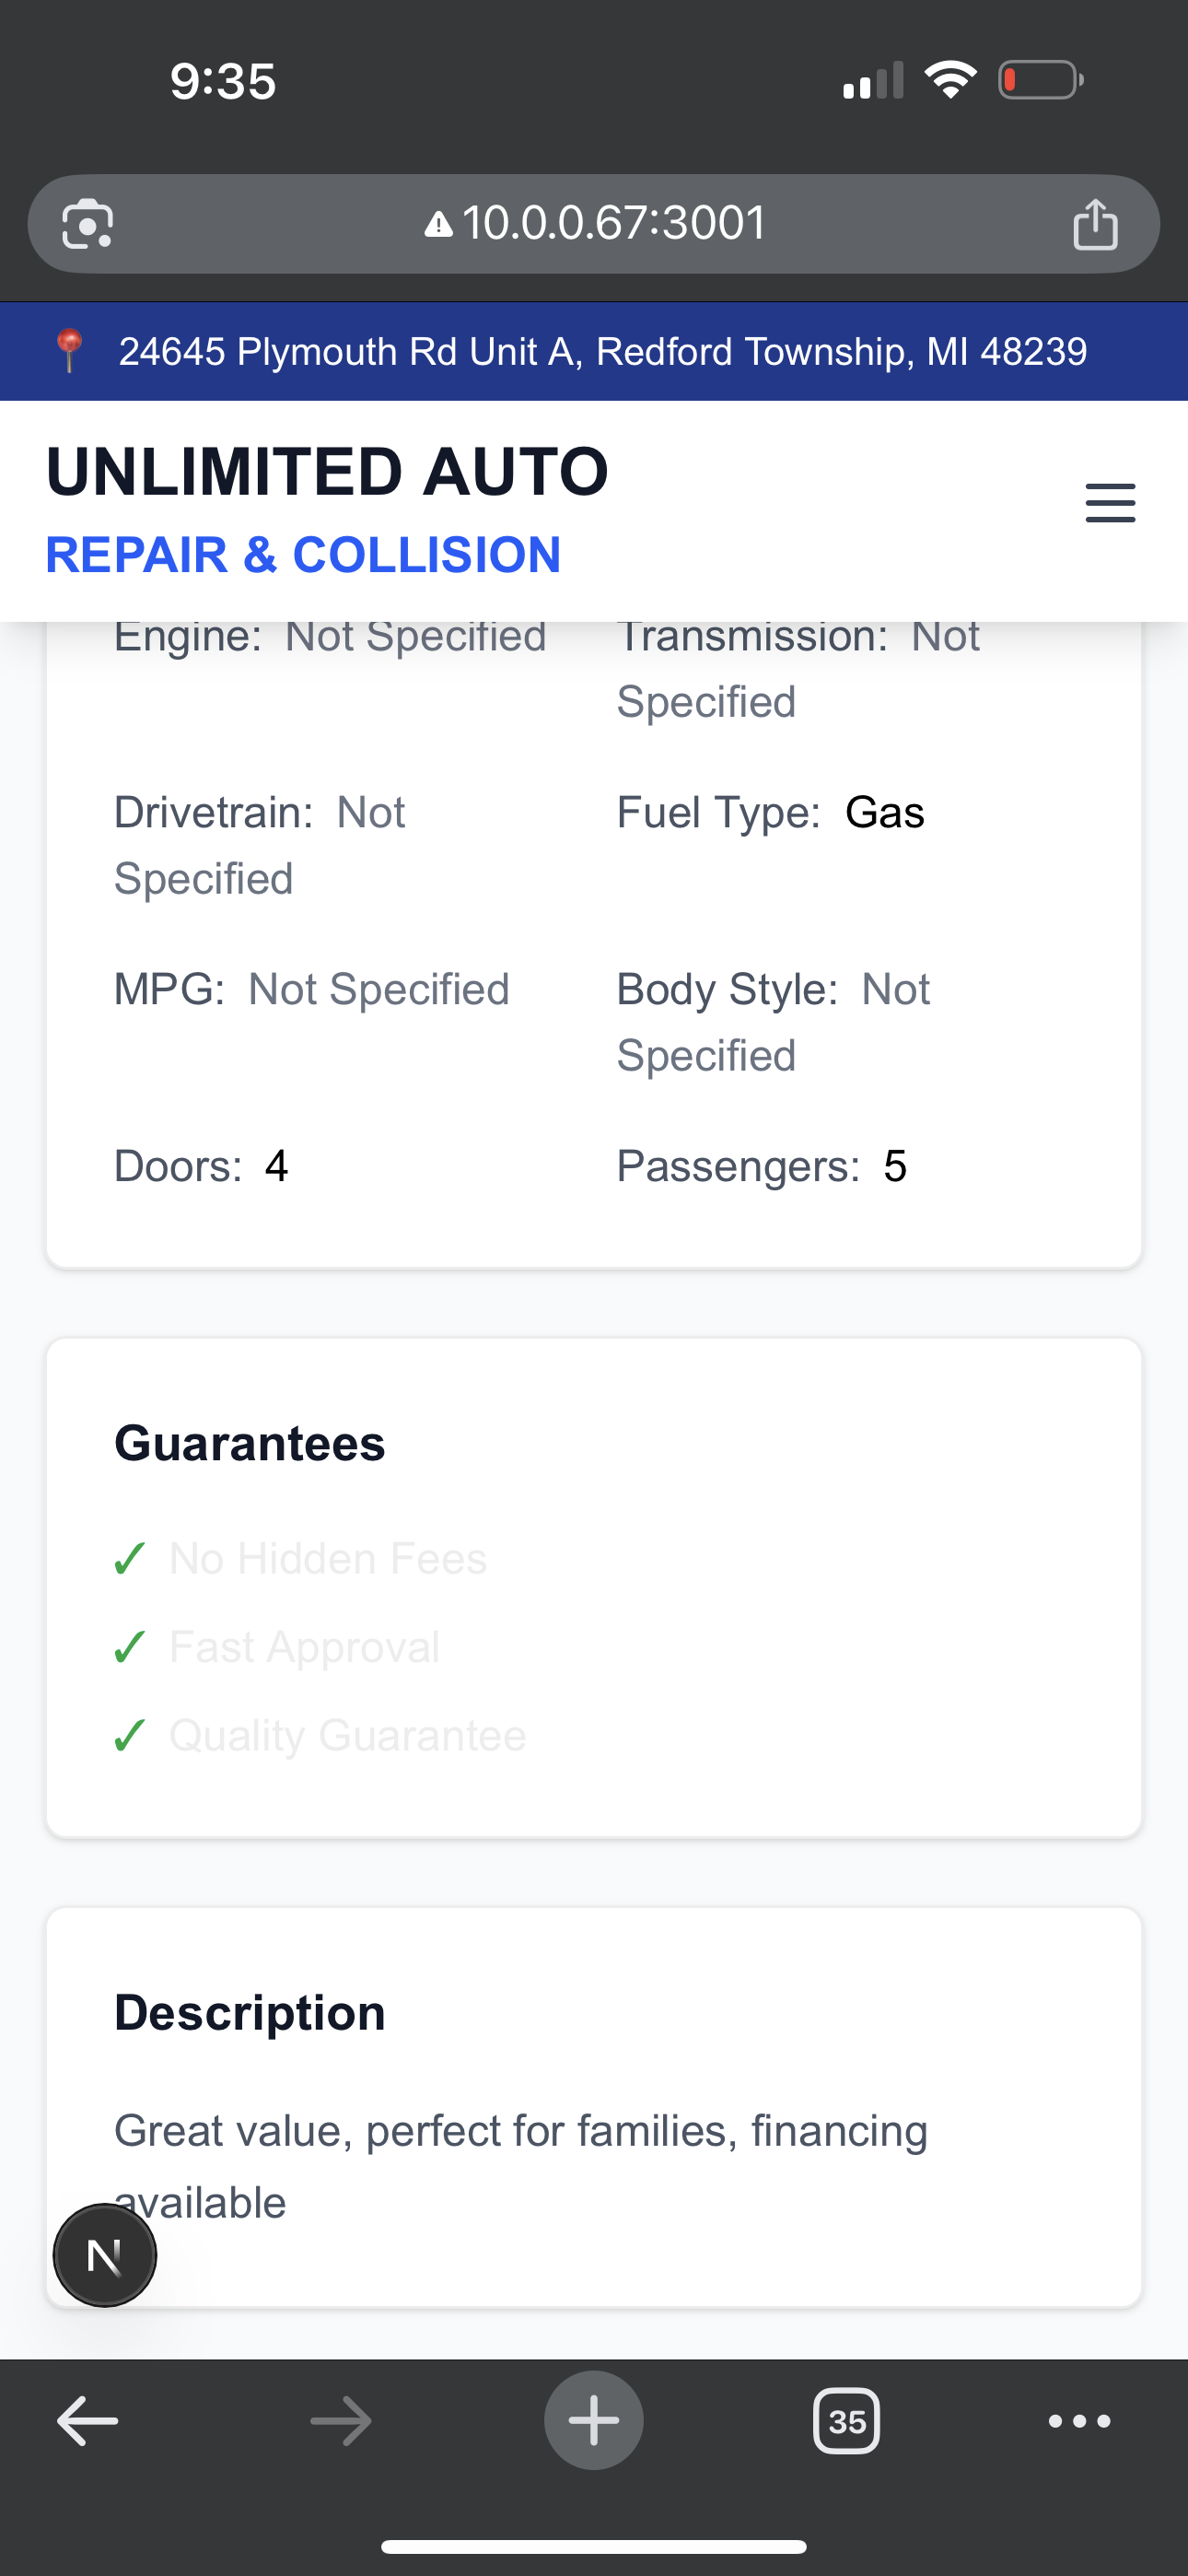 9:35
10.0.0.67:3001
24645 Plymouth Rd Unit A, Redford Township, MI 48239
UNLIMITED AUTO
REPAIR & COLLISION
Engine: Not Specified
Transmission: Not
Specified
Drivetrain: Not
Specified
Fuel Type: Gas
MPG: Not Specified
Body Style: Not
Specified
Doors: 4
Passengers: 5
Guarantees
✓ No Hidden Fees
✓ Fast Approval
✓ Quality Guarantee
Description
Great value, perfect for families, financing
available
N
35